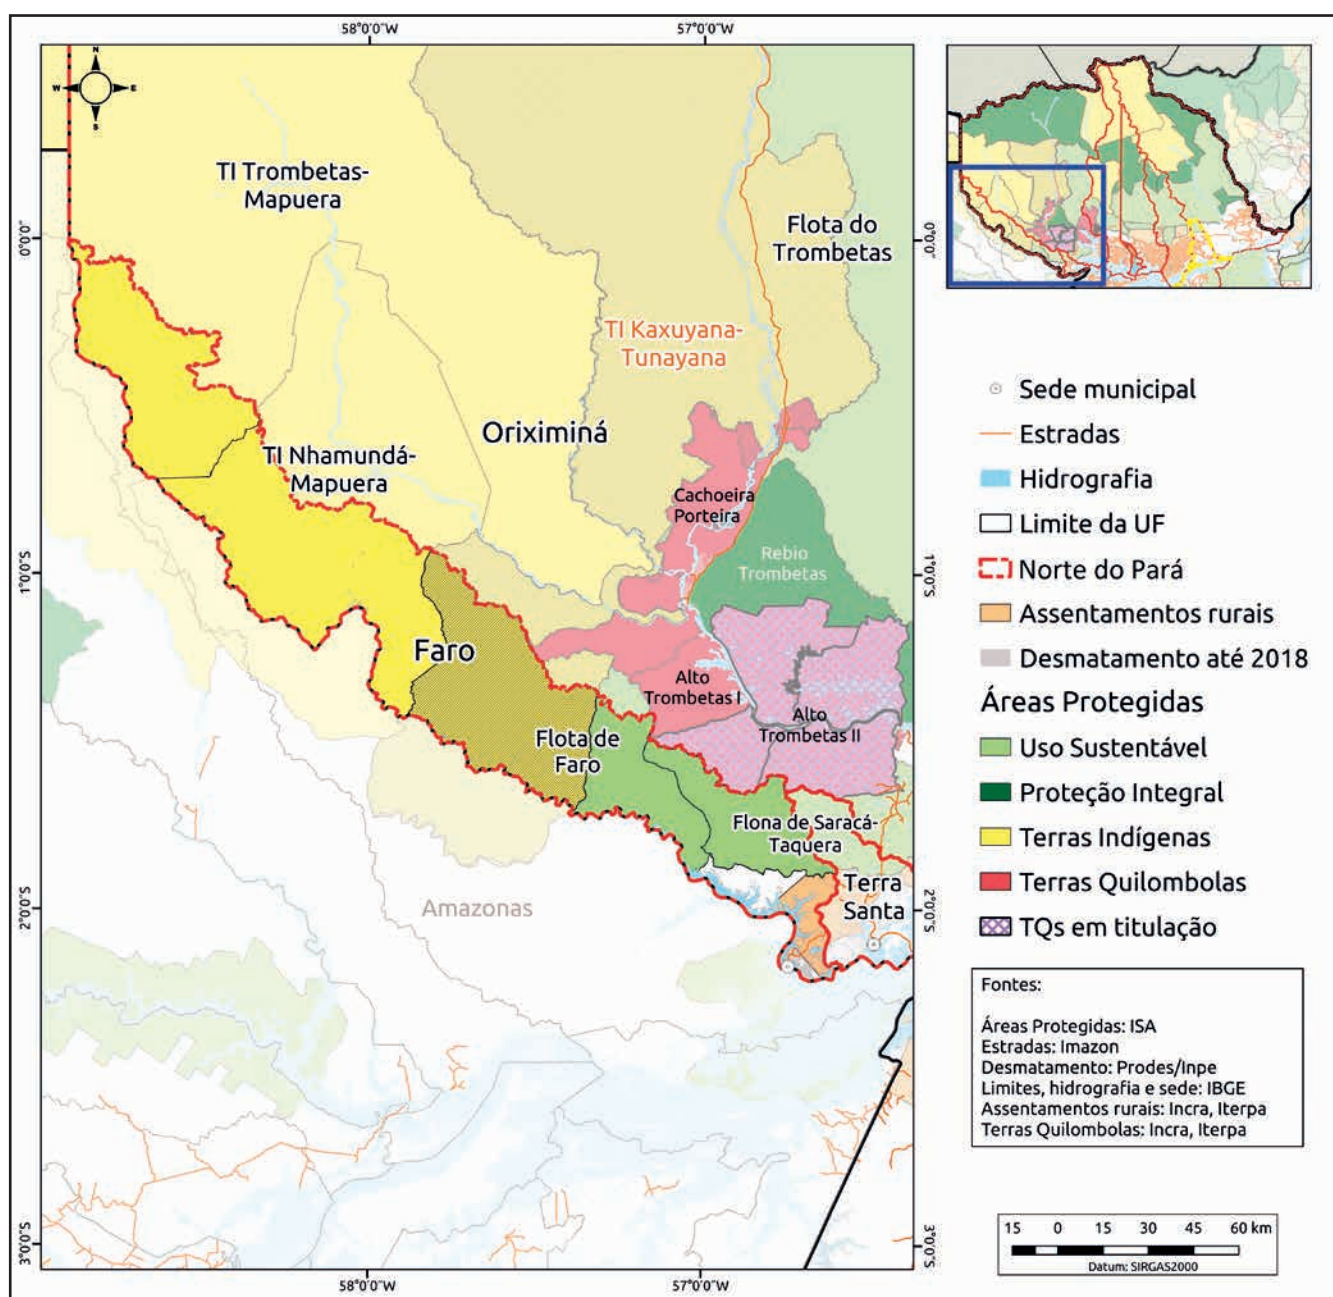 58°0'0"W
57°0'0"W
N
W
E
S
TI Trombetas-
Mapuera
Flota do
Trombetas
0°0'0"
0°0'0"
TI Kaxuyana-
Tunayana
Oriximiná
TI Nhamundá-
Mapuera
Cachoeira
Porteira
Rebio
Trombetas
1°0'0"S
1°0'0"S
Faro
Alto
Trombetas I
Alto
Trombetas II
Flota de
Faro
Flona de Saracá-
Taquera
Terra
Santa
Amazonas
2°0'0"S
2°0'0"S
3°0'0"S
3°0'0"S
58°0'0"W
57°0'0"W
Sede municipal
Estradas
Hidrografia
Limite da UF
Norte do Pará
Assentamentos rurais
Desmatamento até 2018
Áreas Protegidas
Uso Sustentável
Proteção Integral
Terras Indígenas
Terras Quilombolas
TQs em titulação
Fontes:
Áreas Protegidas: ISA
Estradas: Imazon
Desmatamento: Prodes/Inpe
Limites, hidrografia e sede: IBGE
Assentamentos rurais: Incra, Iterpa
Terras Quilombolas: Incra, Iterpa
15 0 15 30 45 60 km
Datum: SIRGAS2000